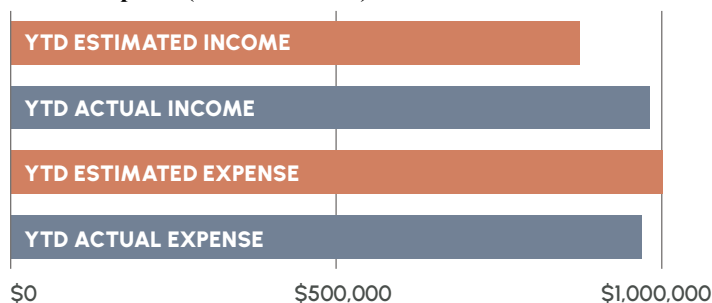 YTD ESTIMATED INCOME
YTD ACTUAL INCOME
YTD ESTIMATED EXPENSE
YTD ACTUAL EXPENSE
$0 $500,000 $1,000,000